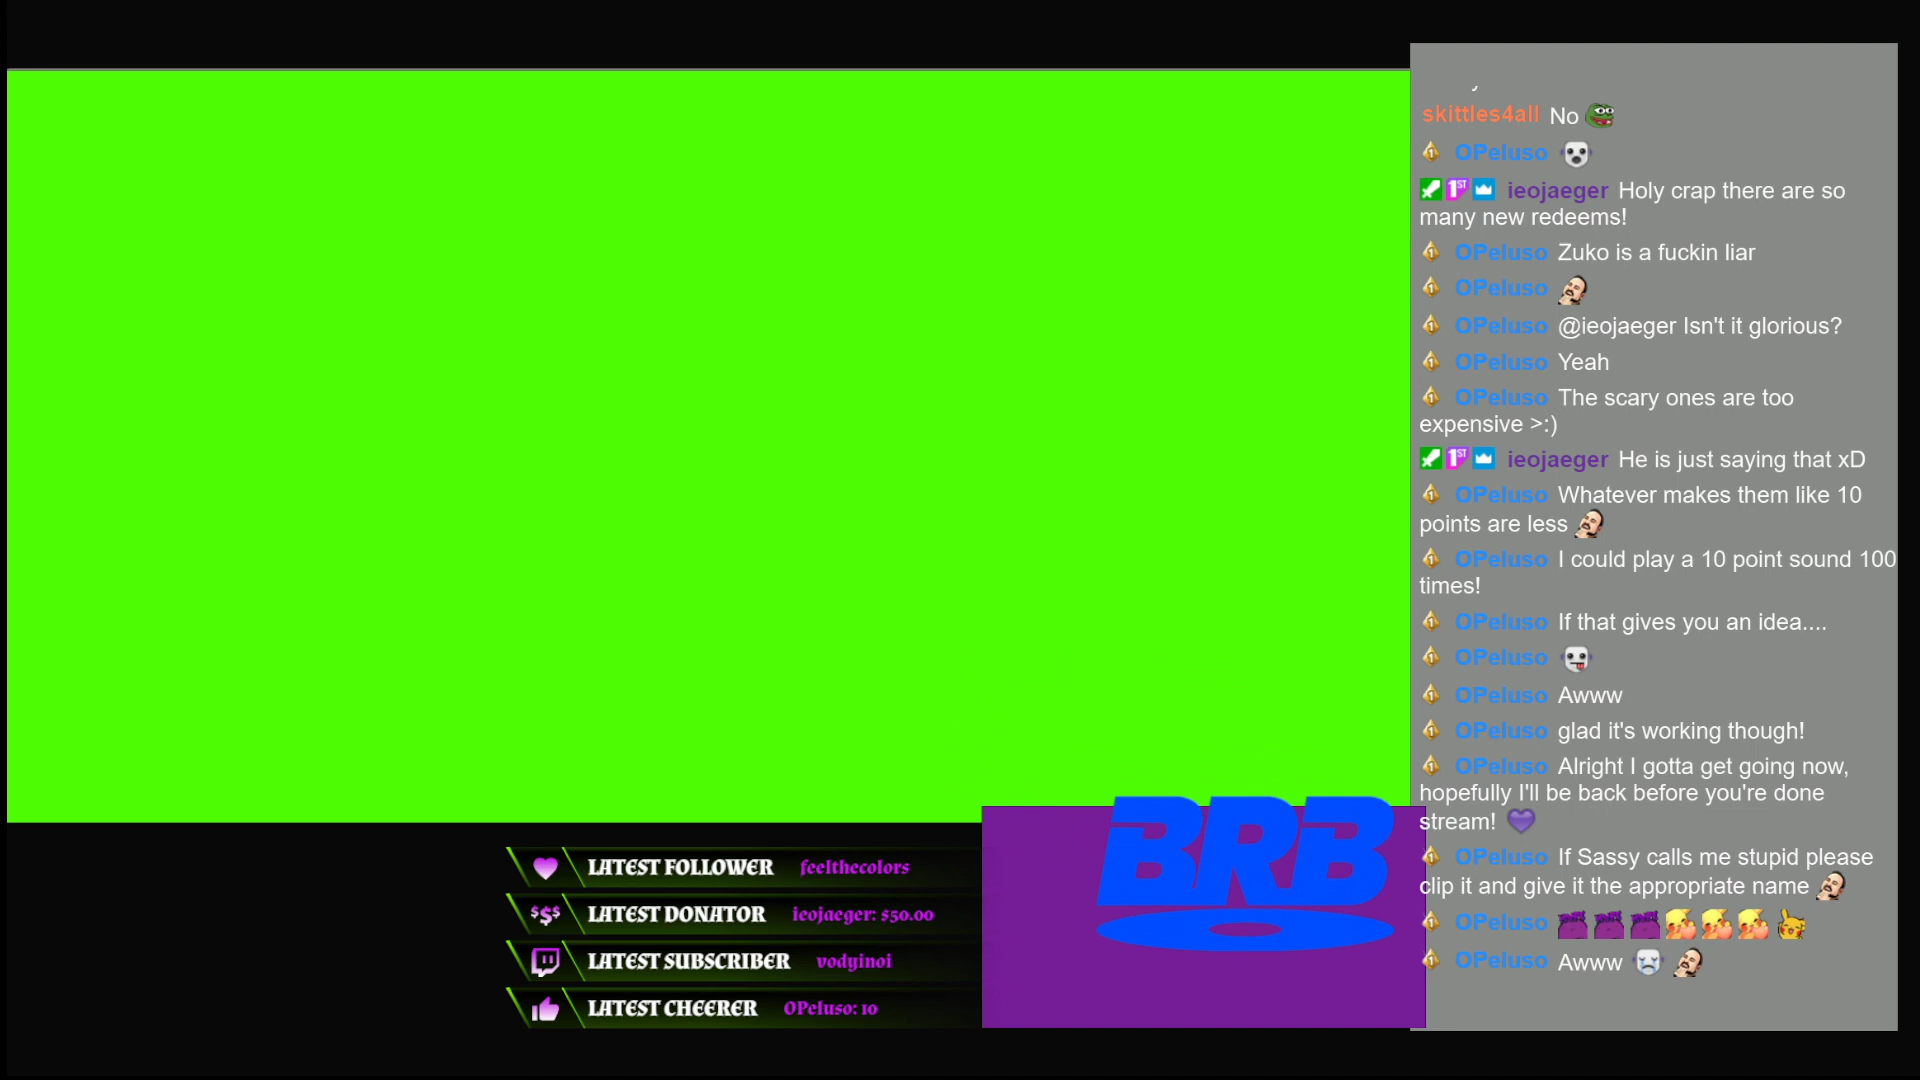 skittles4all No
OPeluso
ieojaeger Holy crap there are so
many new redeems!
OPeluso Zuko is a fuckin liar
OPeluso
OPeluso @ieojaeger Isn't it glorious?
OPeluso Yeah
OPeluso The scary ones are too
expensive >:)
ieojaeger He is just saying that xD
OPeluso Whatever makes them like 10
points are less
OPeluso I could play a 10 point sound 100
times!
OPeluso If that gives you an idea....
OPeluso
OPeluso Awww
OPeluso glad it's working though!
OPeluso Alright I gotta get going now,
hopefully I'll be back before you're done
stream!
OPeluso If Sassy calls me stupid please
clip it and give it the appropriate name
OPeluso
OPeluso Awww
BRB
LATEST FOLLOWER feelthecolors
LATEST DONATOR ieojaeger: $50.00
LATEST SUBSCRIBER vodyinoi
LATEST CHEERER OPeluso: 10